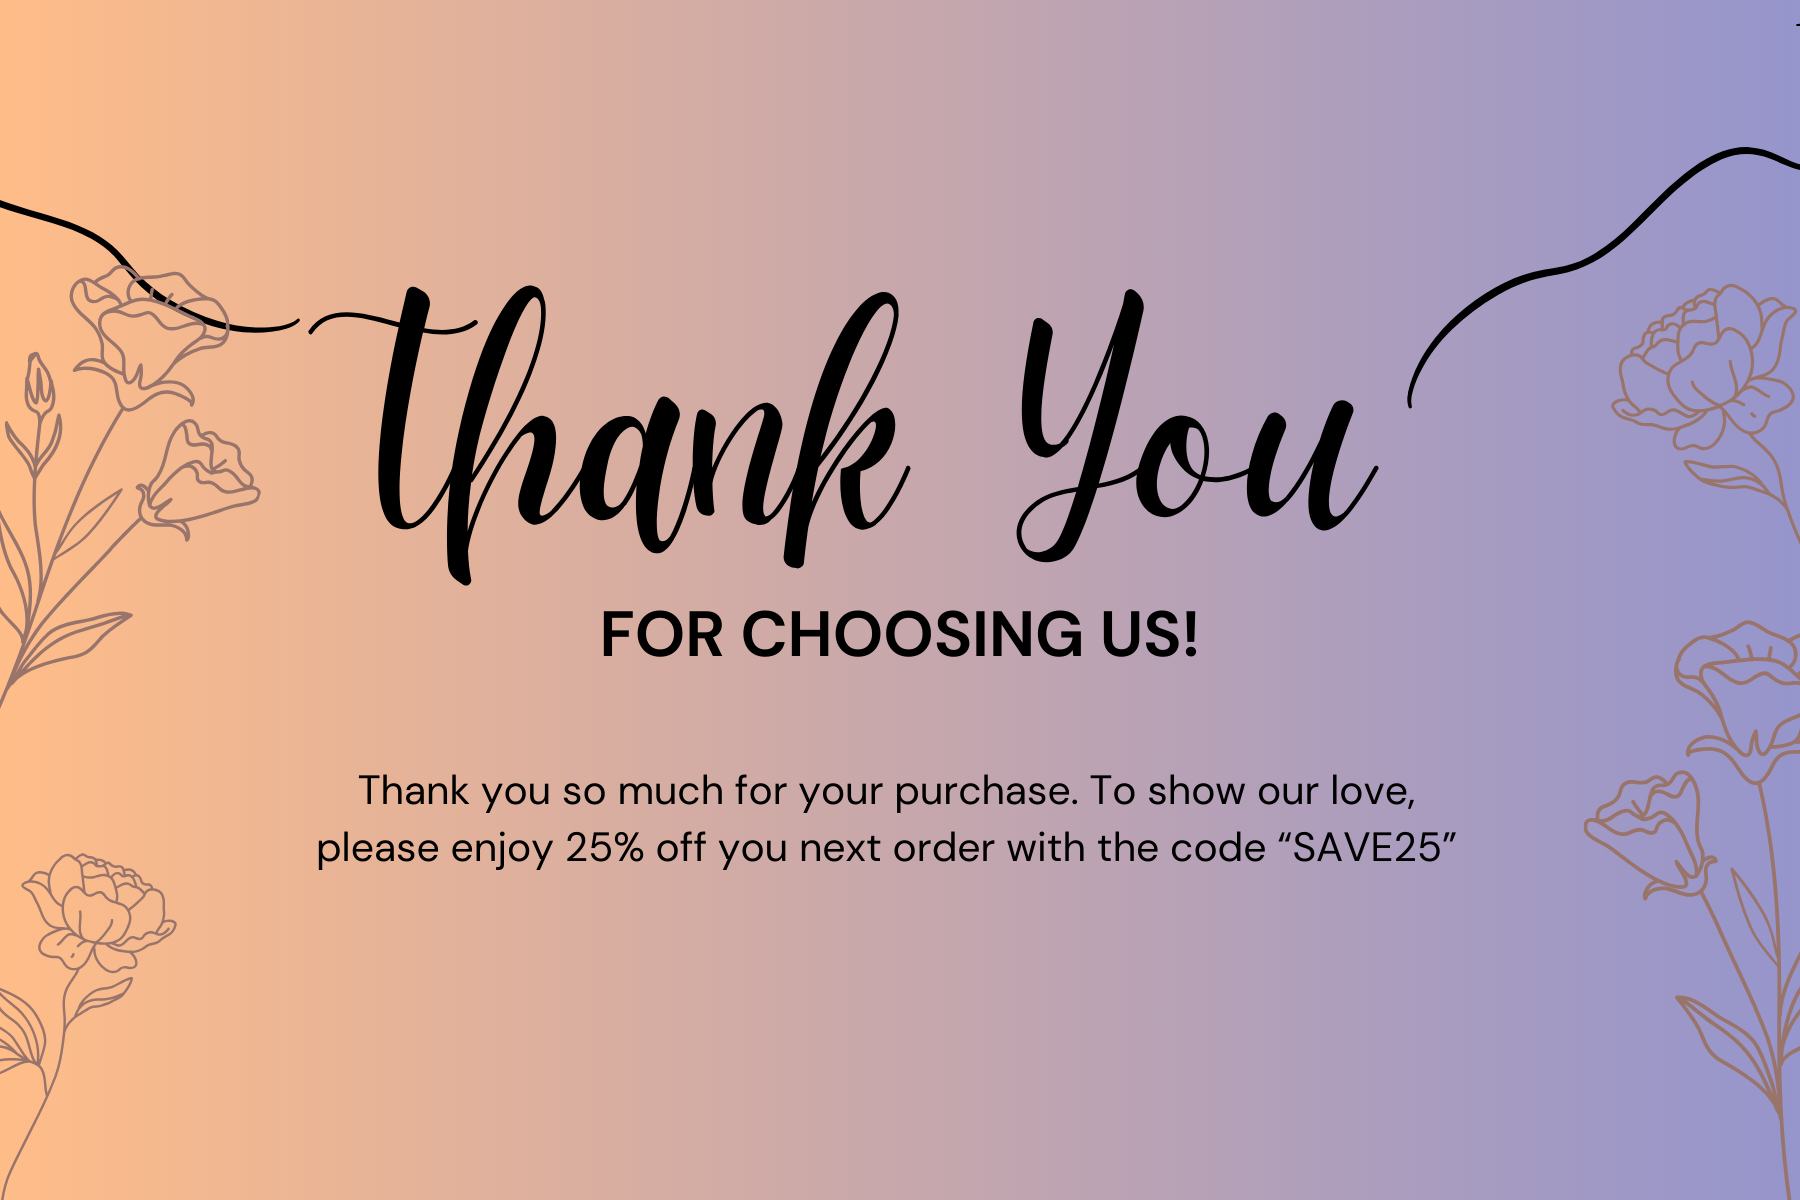 Thank You
FOR CHOOSING US!
Thank you so much for your purchase. To show our love,
please enjoy 25% off you next order with the code “SAVE25”